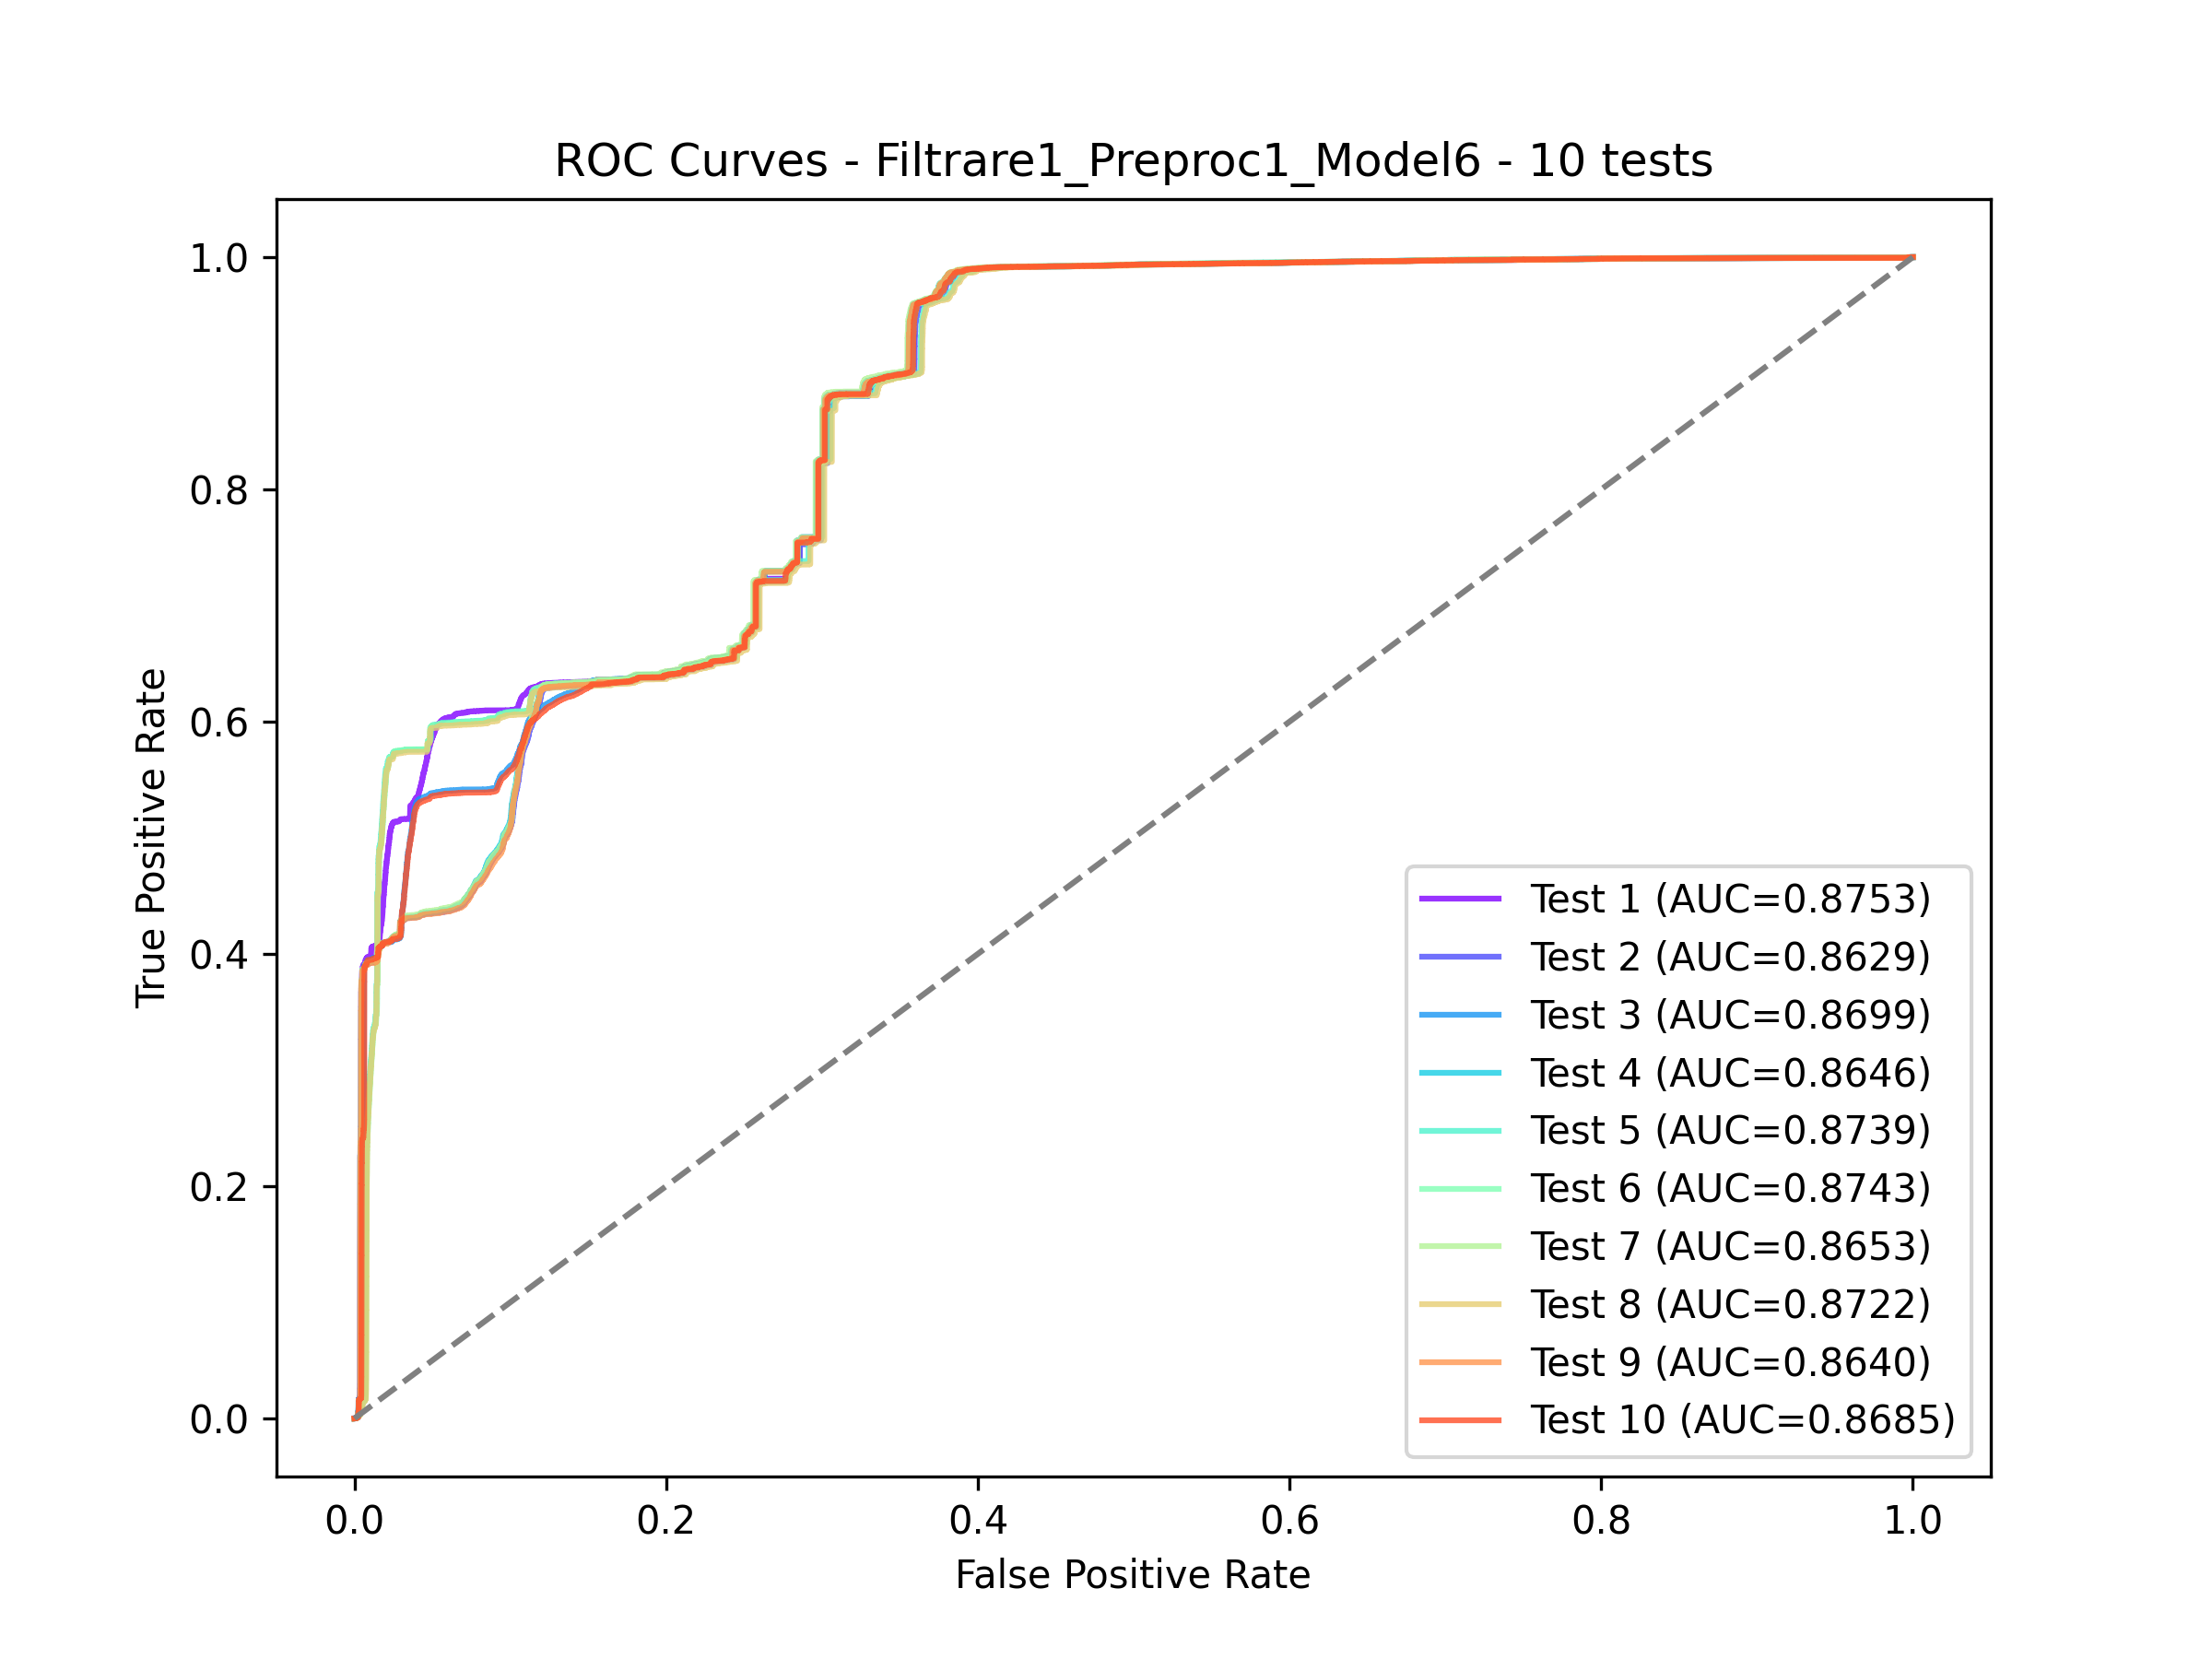 ROC Curves - Filtrare1_Preproc1_Model6 - 10 tests
1.0
0.8
0.6
0.4
0.2
0.0
True Positive Rate
Test 1 (AUC=0.8753)
Test 2 (AUC=0.8629)
Test 3 (AUC=0.8699)
Test 4 (AUC=0.8646)
Test 5 (AUC=0.8739)
Test 6 (AUC=0.8743)
Test 7 (AUC=0.8653)
Test 8 (AUC=0.8722)
Test 9 (AUC=0.8640)
Test 10 (AUC=0.8685)
0.0 0.2 0.4 0.6 0.8 1.0
False Positive Rate